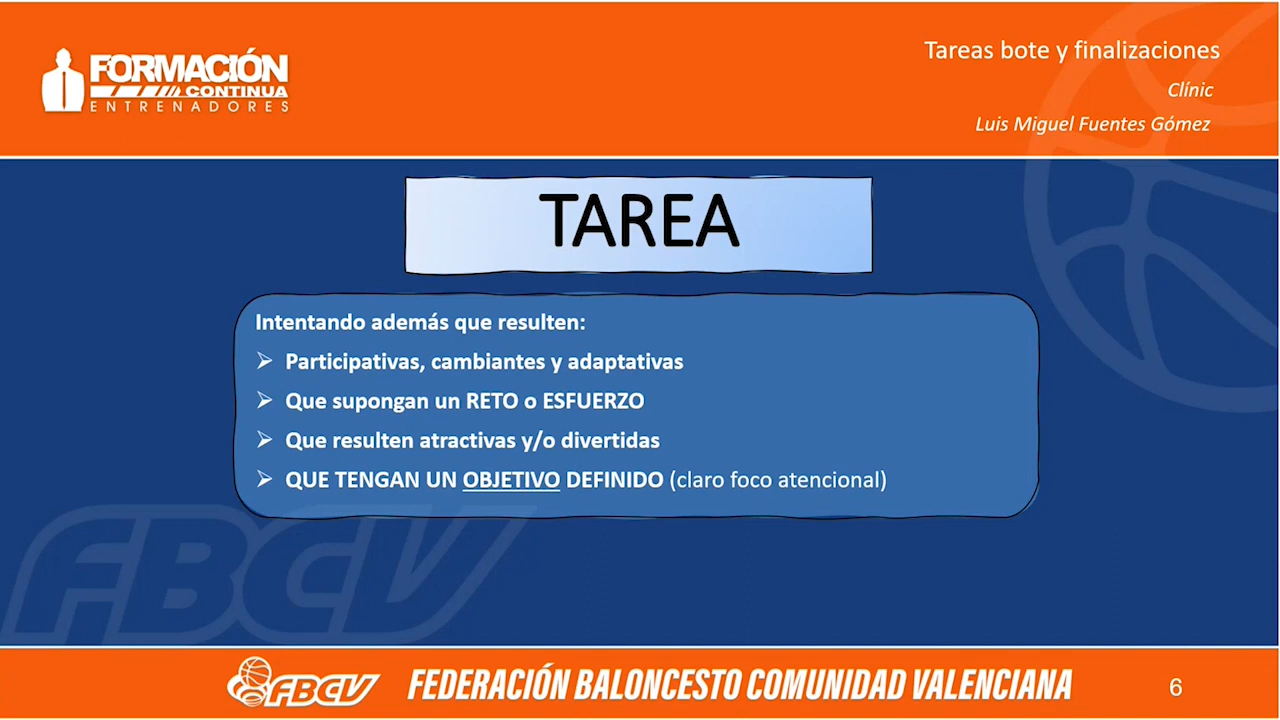 FORMACIÓN
CONTINUA
ENTRENADORES
Tareas bote y finalizaciones
Clínic
Luis Miguel Fuentes Gómez
TAREA
Intentando además que resulten:
➢ Participativas, cambiantes y adaptativas
➢ Que supongan un RETO o ESFUERZO
➢ Que resulten atractivas y/o divertidas
➢ QUE TENGAN UN OBJETIVO DEFINIDO (claro foco atencional)
FBCV
FBCV FEDERACIÓN BALONCESTO COMUNIDAD VALENCIANA 6